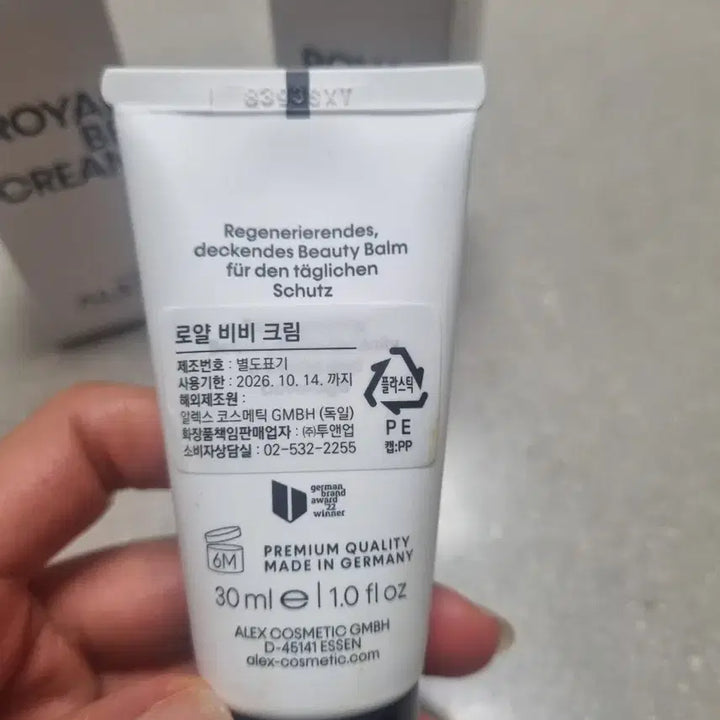 ROYAL
BB
CREAM
ROYAL
Regenerierendes,
deckendes Beauty Balm
für den täglichen
Schutz
로얄 비비 크림
제조번호 : 별도표기
사용기한 : 2026. 10. 14. 까지
해외제조원 :
알렉스 코스메틱 GMBH (독일)
화장품책임판매업자 : ㈜투앤업
소비자상담실 : 02-532-2255
플라스틱
PE
캡:PP
german
brand
award
22
winner
6M
PREMIUM QUALITY
MADE IN GERMANY
30 ml e | 1.0 fl oz
ALEX COSMETIC GMBH
D-45141 ESSEN
alex-cosmetic.com